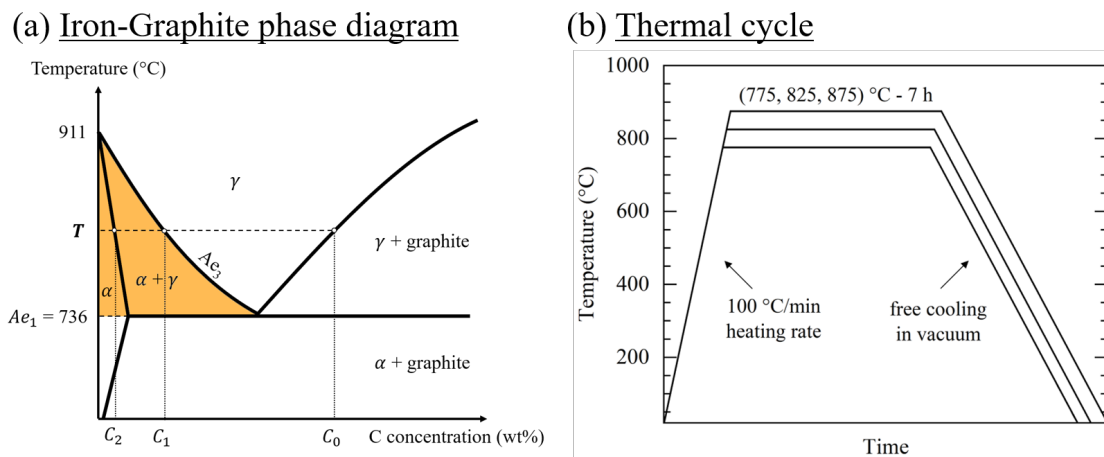 (a) Iron-Graphite phase diagram
Temperature (°C)
911
γ
T
Ae₃
γ + graphite
α
α + γ
Ae₁ = 736
α + graphite
C₂
C₁
C₀
C concentration (wt%)
(b) Thermal cycle
1000
(775, 825, 875) °C - 7 h
800
600
Temperature (°C)
400
100 °C/min
heating rate
free cooling
in vacuum
200
Time